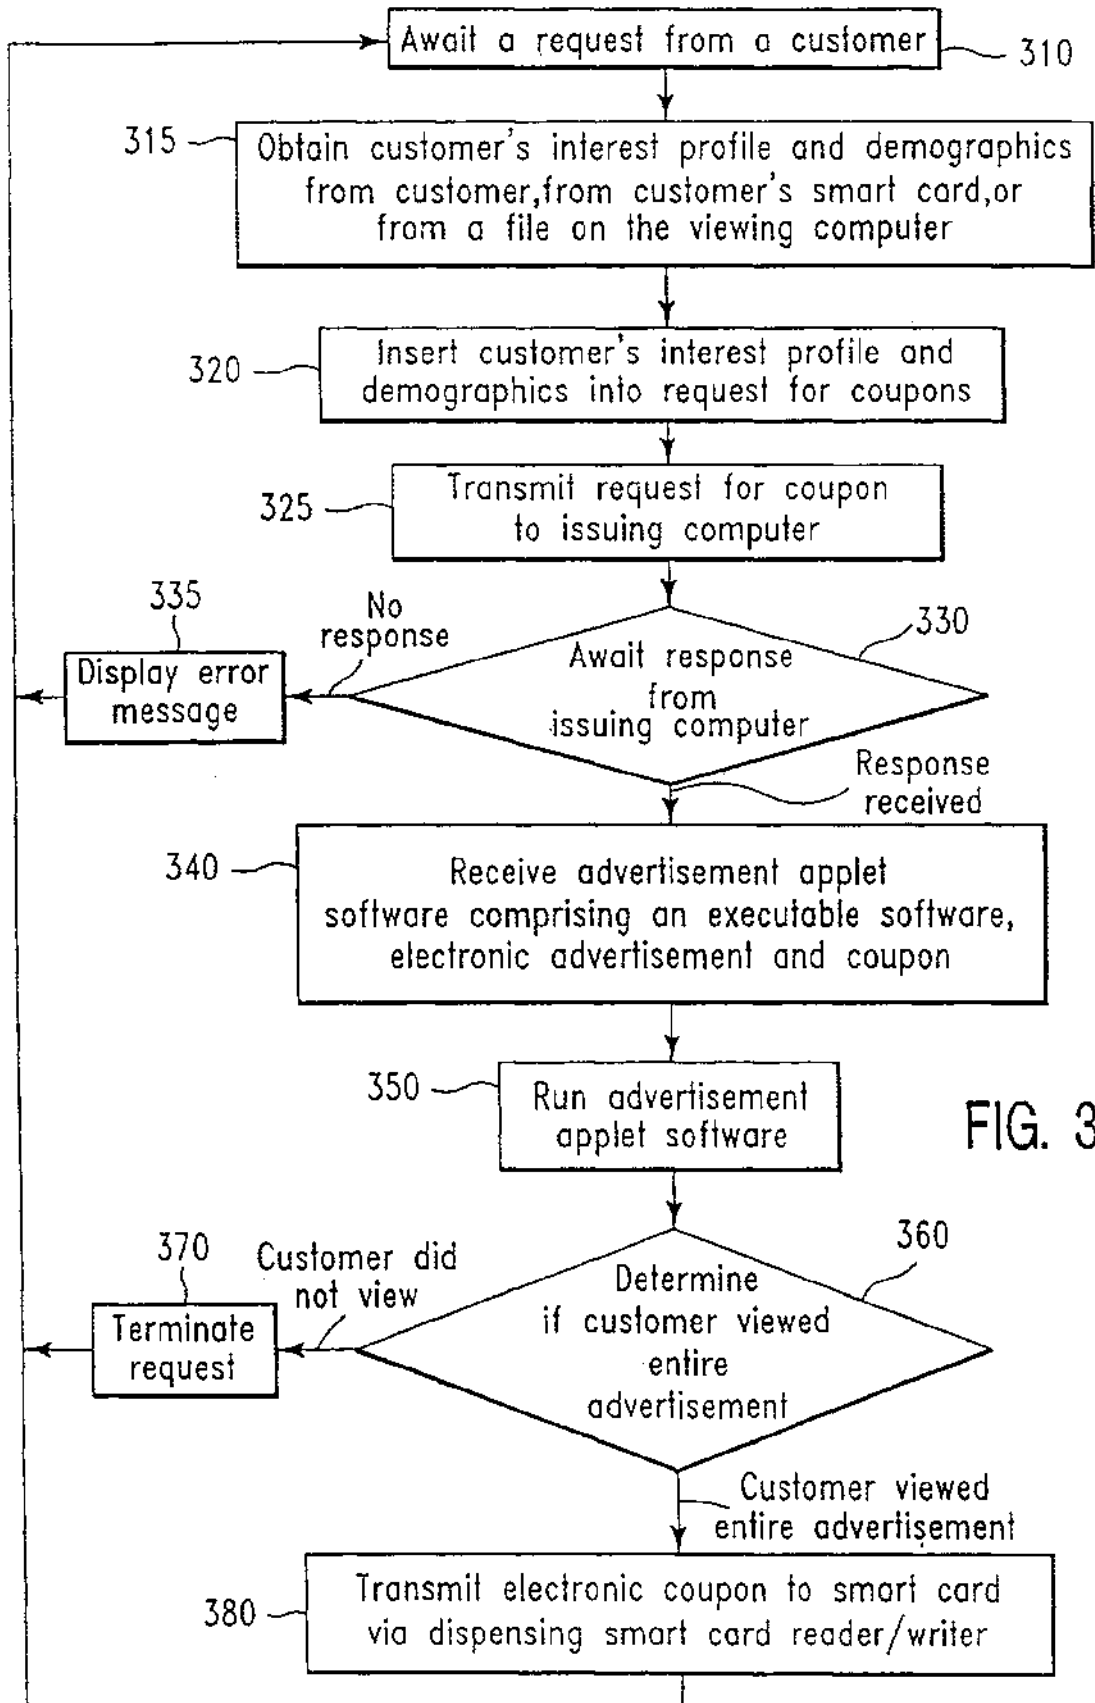 Await a request from a customer
310
315
Obtain customer's interest profile and demographics
from customer,from customer's smart card,or
from a file on the viewing computer
320
Insert customer's interest profile and
demographics into request for coupons
325
Transmit request for coupon
to issuing computer
335
No
response
330
Display error
message
Await response
from
issuing computer
Response
received
340
Receive advertisement applet
software comprising an executable software,
electronic advertisement and coupon
350
Run advertisement
applet software
FIG. 3
370
Customer did
not view
360
Terminate
request
Determine
if customer viewed
entire
advertisement
Customer viewed
entire advertisement
380
Transmit electronic coupon to smart card
via dispensing smart card reader/writer